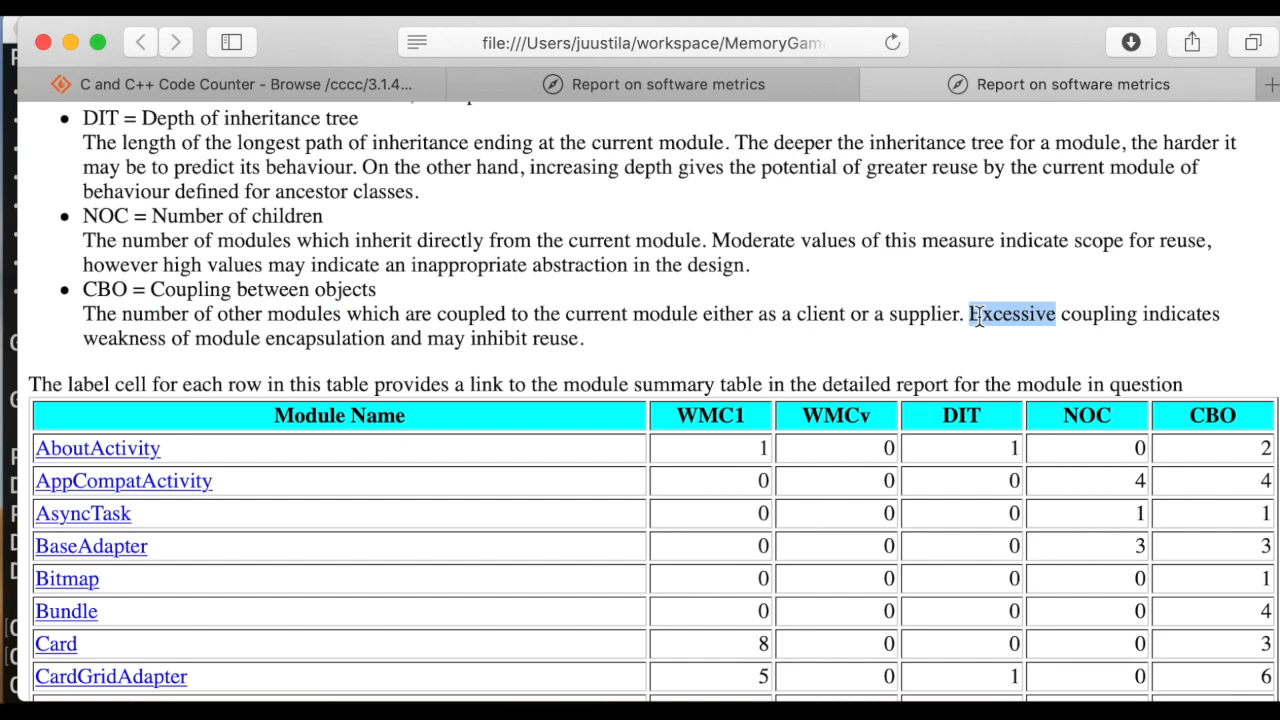 file:///Users/juustila/workspace/MemoryGam
C and C++ Code Counter - Browse /cccc/3.1.4...
Report on software metrics
Report on software metrics
• DIT = Depth of inheritance tree
The length of the longest path of inheritance ending at the current module. The deeper the inheritance tree for a module, the harder it
may be to predict its behaviour. On the other hand, increasing depth gives the potential of greater reuse by the current module of
behaviour defined for ancestor classes.
• NOC = Number of children
The number of modules which inherit directly from the current module. Moderate values of this measure indicate scope for reuse,
however high values may indicate an inappropriate abstraction in the design.
• CBO = Coupling between objects
The number of other modules which are coupled to the current module either as a client or a supplier. Excessive coupling indicates
weakness of module encapsulation and may inhibit reuse.
The label cell for each row in this table provides a link to the module summary table in the detailed report for the module in question
Module Name WMC1 WMCv DIT NOC CBO
AboutActivity 1 0 1 0 2
AppCompatActivity 0 0 0 4 4
AsyncTask 0 0 0 1 1
BaseAdapter 0 0 0 3 3
Bitmap 0 0 0 0 1
Bundle 0 0 0 0 4
Card 8 0 0 0 3
CardGridAdapter 5 0 1 0 6